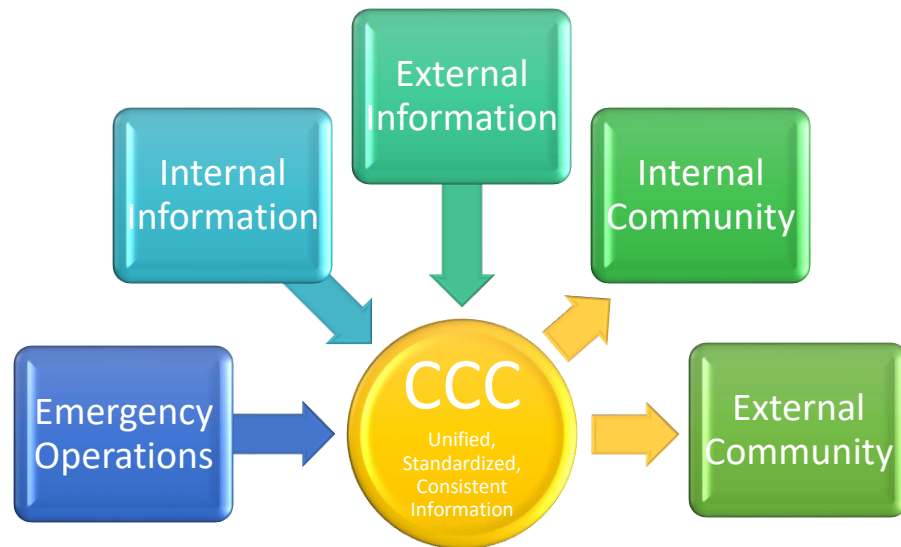 External
Information
Internal
Information
Internal
Community
Emergency
Operations
CCC
Unified,
Standardized,
Consistent
Information
External
Community